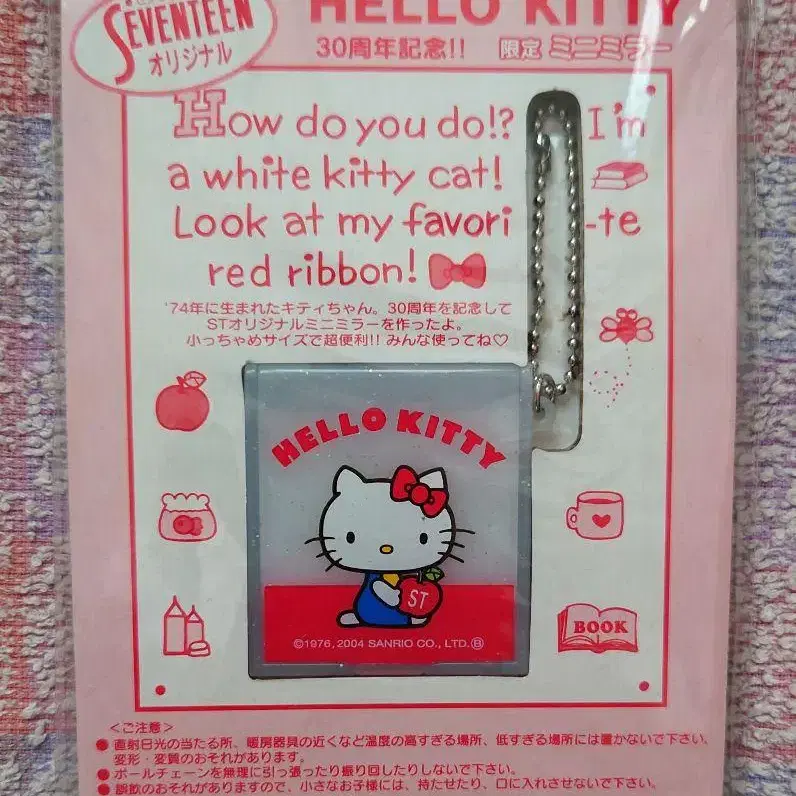 SEVENTEEN
オリジナル
HELLO KITTY
30周年記念!! 限定 ミニミラー
How do you do!? I'm
a white kitty cat!
Look at my favori -te
red ribbon!
'74年に生まれたキティちゃん。30周年を記念して
STオリジナルミニミラーを作ったよ。
小っちゃめサイズで超便利!! みんな使ってね♡
HELLO KITTY
ST
©1976, 2004 SANRIO CO., LTD. Ⓑ
BOOK
<ご注意>
●直射日光の当たる所、暖房器具の近くなど温度の高すぎる場所、低すぎる場所には置かないで下さい。
変形・変質のおそれがあります。
●ボールチェーンを無理に引っ張ったり振り回したりしないで下さい。
●誤飲のおそれがありますので、小さなお子様には、持たせたり、口に入れさせないで下さい。